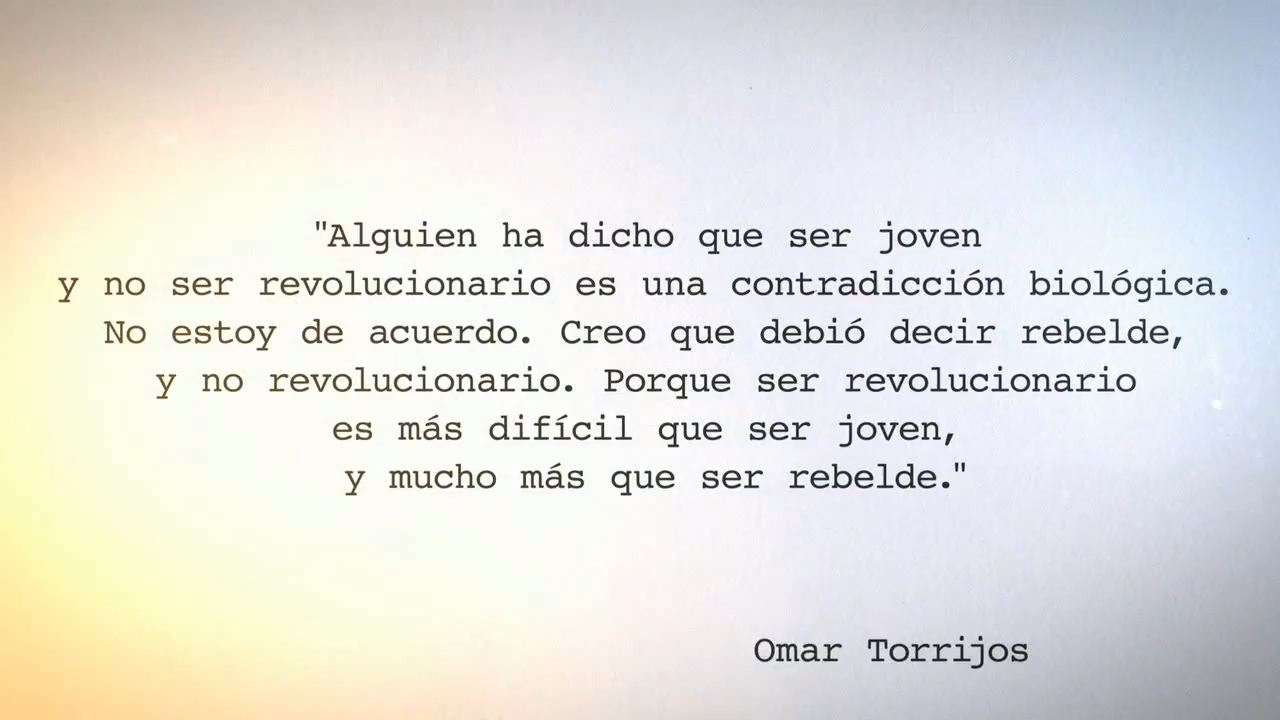 "Alguien ha dicho que ser joven
y no ser revolucionario es una contradicción biológica.
No estoy de acuerdo. Creo que debió decir rebelde,
y no revolucionario. Porque ser revolucionario
es más difícil que ser joven,
y mucho más que ser rebelde."
Omar Torrijos